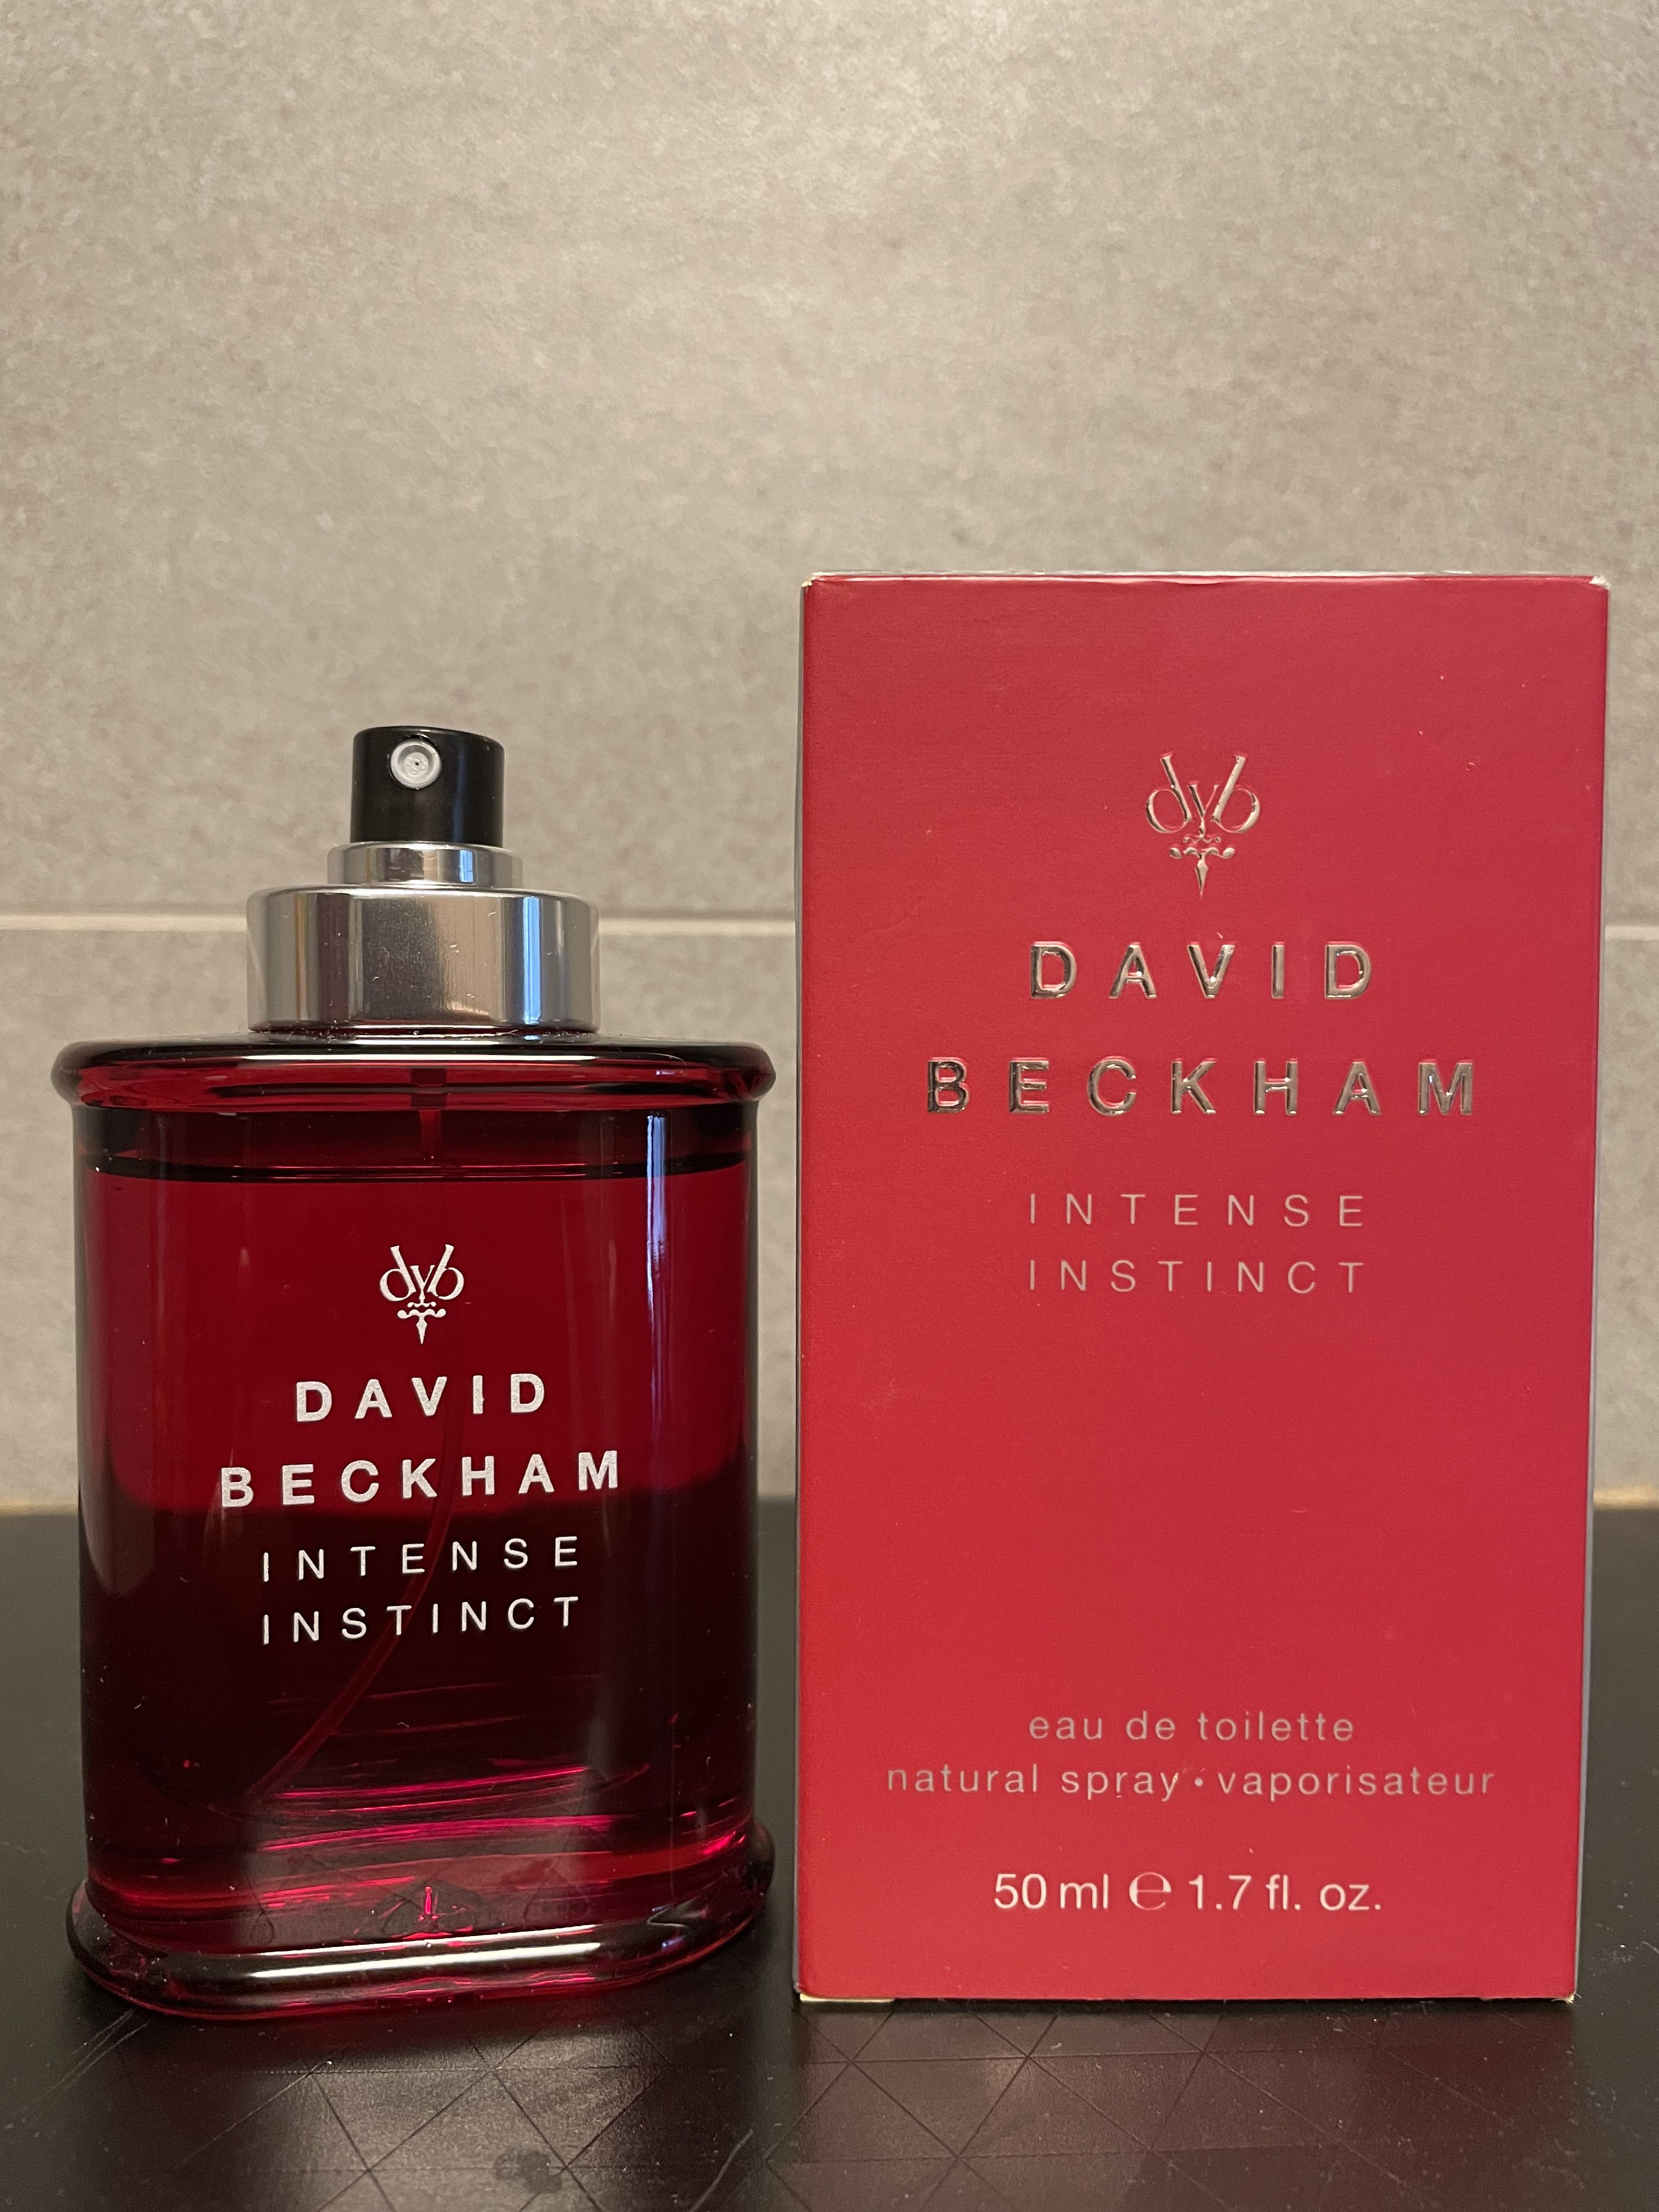 dvb
DAVID
BECKHAM
INTENSE
INSTINCT
dvb
DAVID
BECKHAM
INTENSE
INSTINCT
eau de toilette
natural spray • vaporisateur
50 ml ℮ 1.7 fl. oz.